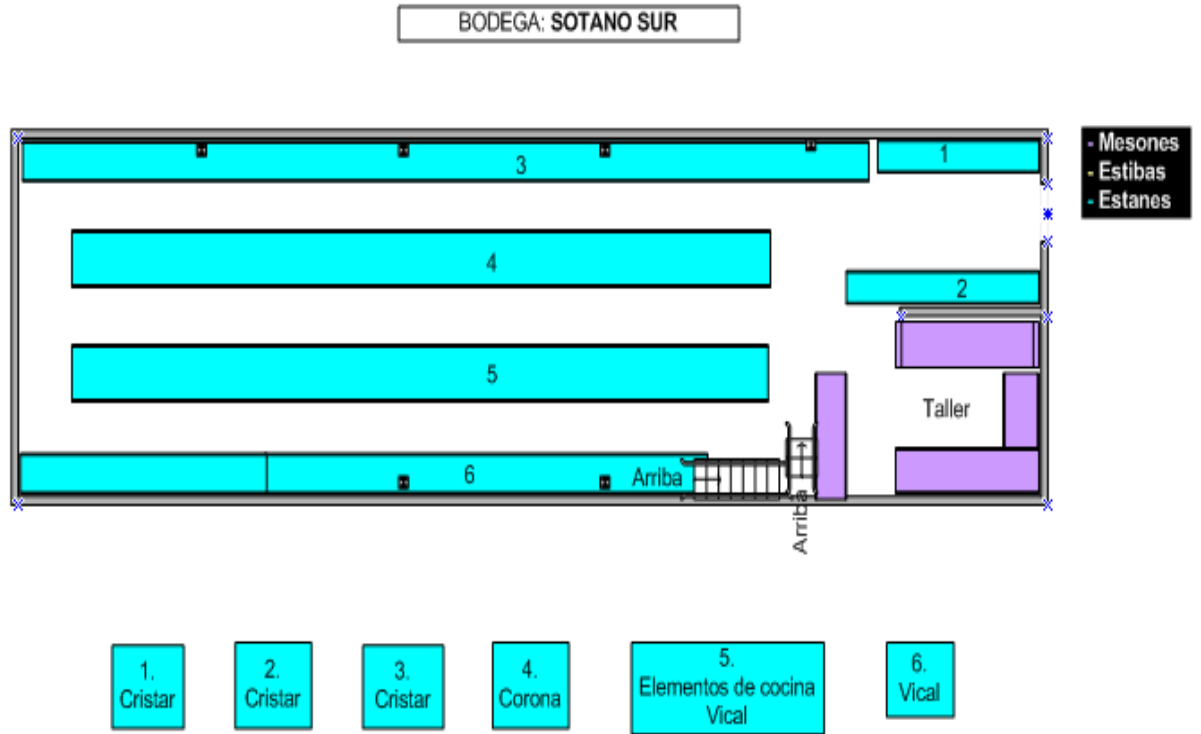 BODEGA: SOTANO SUR
- Mesones
- Estibas
- Estanes
3
1
4
2
5
Taller
6
Arriba
Arriba
1.
Cristar
2.
Cristar
3.
Cristar
4.
Corona
5.
Elementos de cocina
Vical
6.
Vical